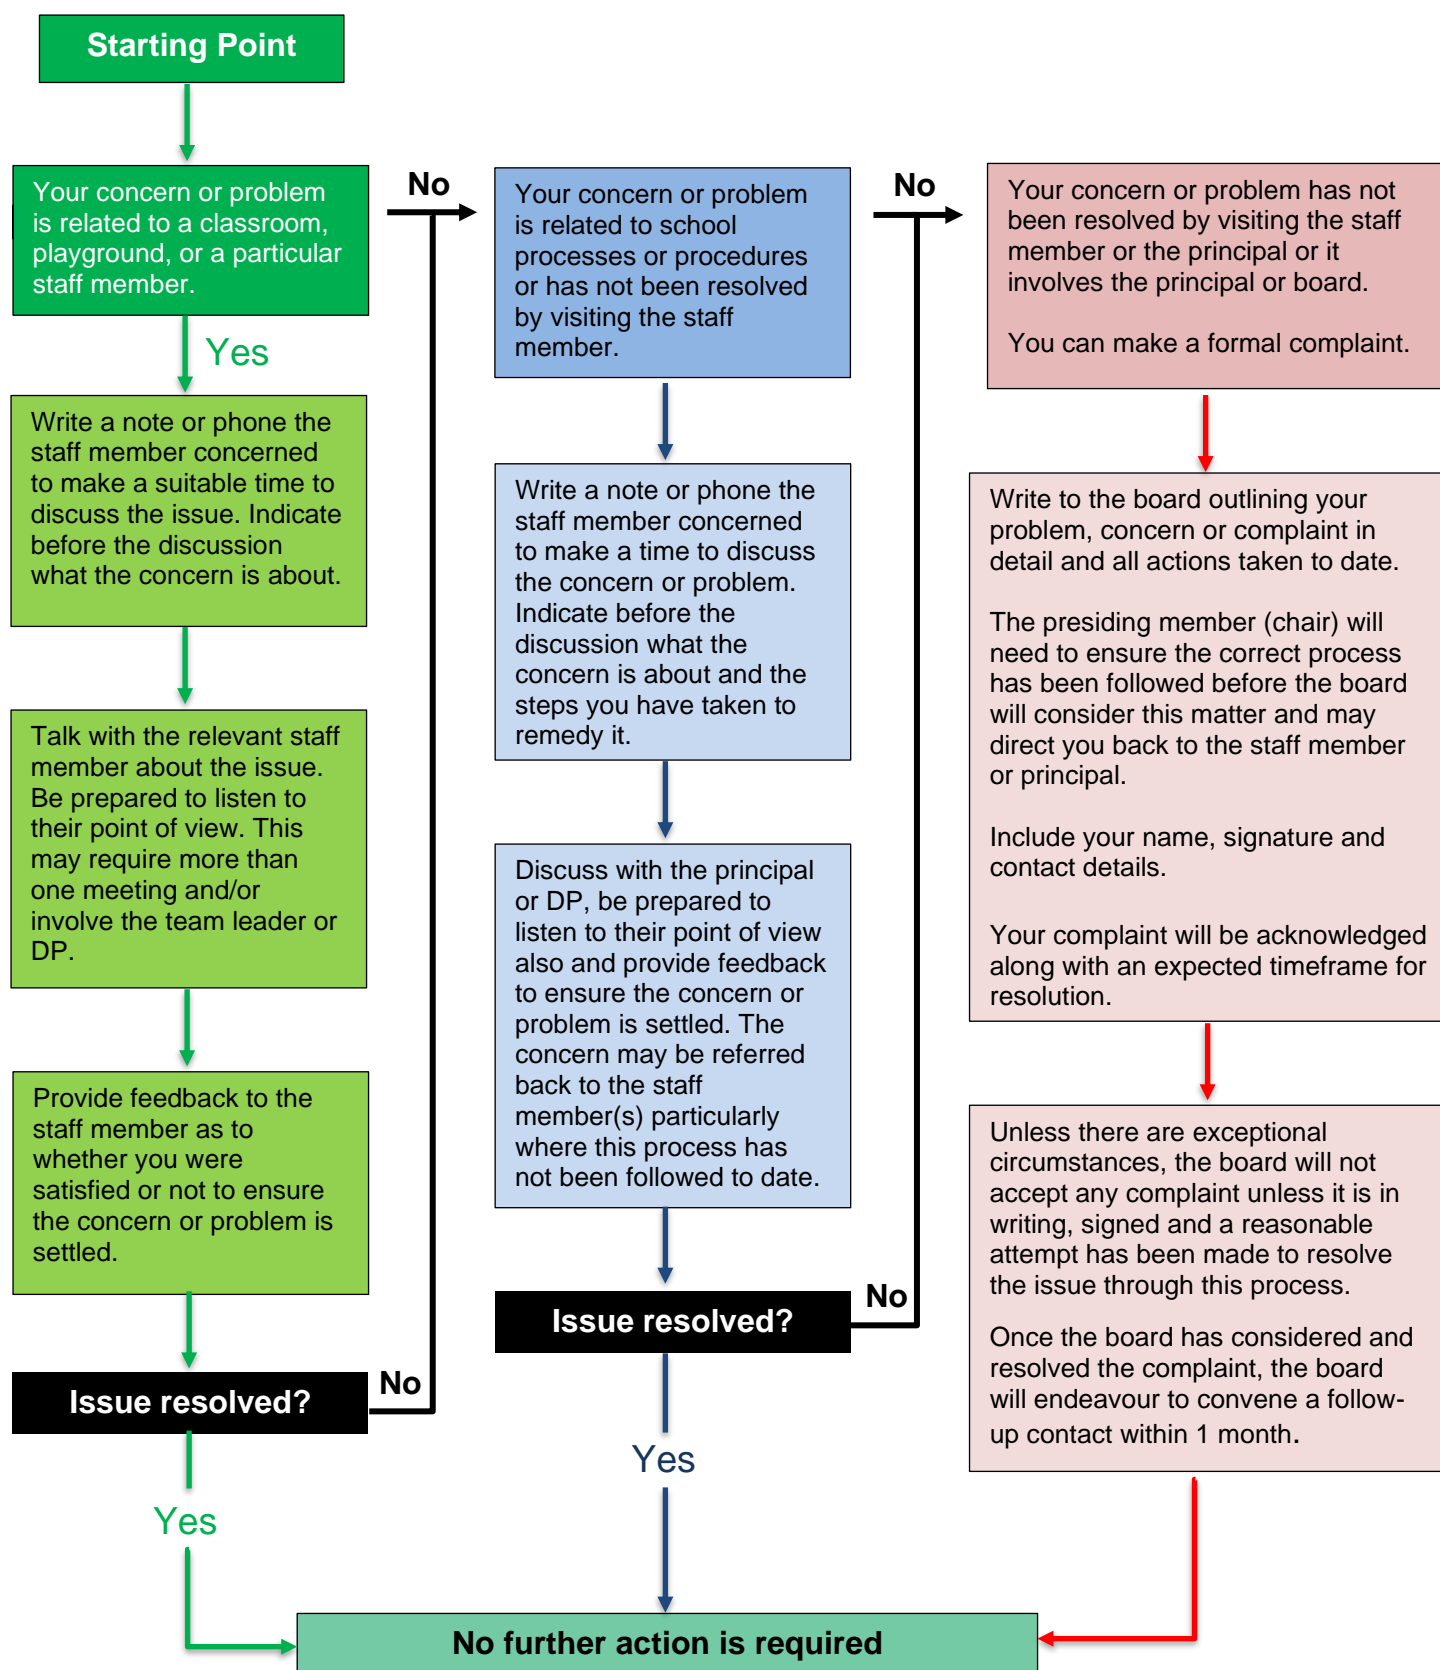 Starting Point
Your concern or problem
is related to a classroom,
playground, or a particular
staff member.
Yes
Write a note or phone the
staff member concerned
to make a suitable time to
discuss the issue. Indicate
before the discussion
what the concern is about.
Talk with the relevant staff
member about the issue.
Be prepared to listen to
their point of view. This
may require more than
one meeting and/or
involve the team leader or
DP.
Provide feedback to the
staff member as to
whether you were
satisfied or not to ensure
the concern or problem is
settled.
Issue resolved?
No
Yes
No
Your concern or problem
is related to school
processes or procedures
or has not been resolved
by visiting the staff
member.
Write a note or phone the
staff member concerned
to make a time to discuss
the concern or problem.
Indicate before the
discussion what the
concern is about and the
steps you have taken to
remedy it.
Discuss with the principal
or DP, be prepared to
listen to their point of view
also and provide feedback
to ensure the concern or
problem is settled. The
concern may be referred
back to the staff
member(s) particularly
where this process has
not been followed to date.
Issue resolved?
No
Yes
No
Your concern or problem has not
been resolved by visiting the staff
member or the principal or it
involves the principal or board.
You can make a formal complaint.
Write to the board outlining your
problem, concern or complaint in
detail and all actions taken to date.
The presiding member (chair) will
need to ensure the correct process
has been followed before the board
will consider this matter and may
direct you back to the staff member
or principal.
Include your name, signature and
contact details.
Your complaint will be acknowledged
along with an expected timeframe for
resolution.
Unless there are exceptional
circumstances, the board will not
accept any complaint unless it is in
writing, signed and a reasonable
attempt has been made to resolve
the issue through this process.
Once the board has considered and
resolved the complaint, the board
will endeavour to convene a follow-
up contact within 1 month.
No further action is required